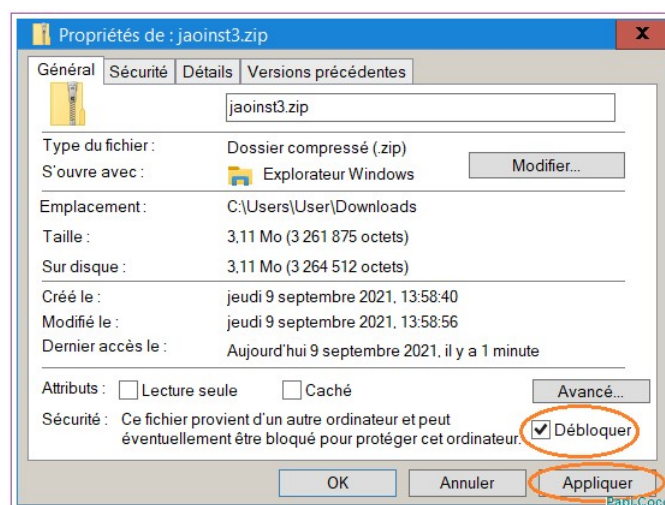 Propriétés de : jaoinst3.zip X
Général Sécurité Détails Versions précédentes
jaoinst3.zip
Type du fichier : Dossier compressé (.zip)
S'ouvre avec : Explorateur Windows Modifier...
Emplacement : C:\Users\User\Downloads
Taille : 3,11 Mo (3 261 875 octets)
Sur disque : 3,11 Mo (3 264 512 octets)
Créé le : jeudi 9 septembre 2021, 13:58:40
Modifié le : jeudi 9 septembre 2021, 13:58:56
Dernier accès le : Aujourd'hui 9 septembre 2021, il y a 1 minute
Attributs : Lecture seule Caché Avancé...
Sécurité : Ce fichier provient d'un autre ordinateur et peut
éventuellement être bloqué pour protéger cet ordinateur. Débloquer
OK Annuler Appliquer